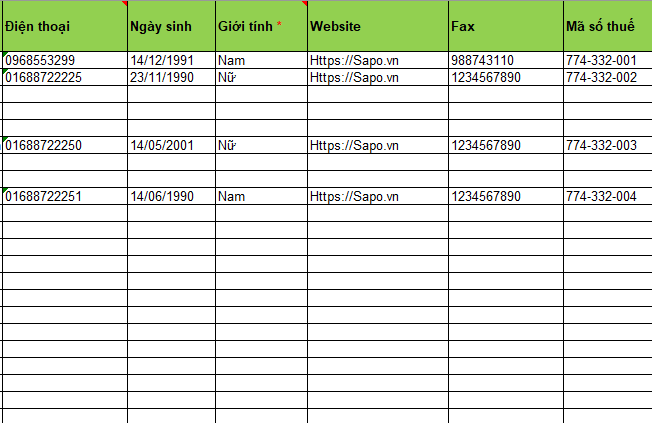 Điện thoại Ngày sinh Giới tính * Website Fax Mã số thuế
0968553299 14/12/1991 Nam Https://Sapo.vn 988743110 774-332-001
01688722225 23/11/1990 Nữ Https://Sapo.vn 1234567890 774-332-002
01688722250 14/05/2001 Nữ Https://Sapo.vn 1234567890 774-332-003
01688722251 14/06/1990 Nam Https://Sapo.vn 1234567890 774-332-004